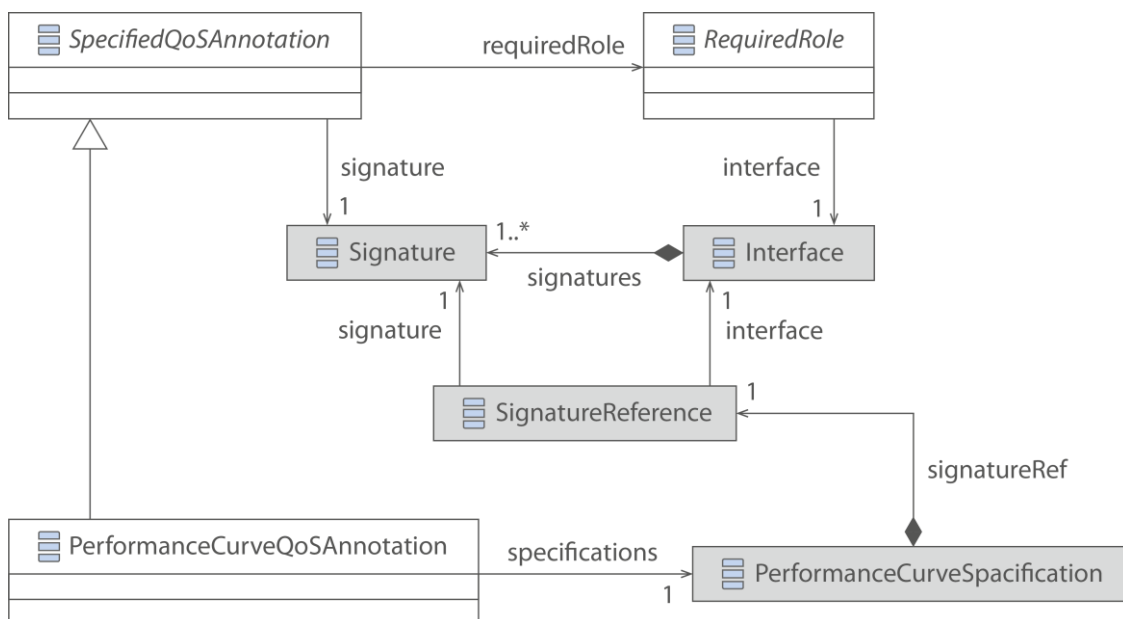 SpecifiedQoSAnnotation
requiredRole
RequiredRole
signature
1
interface
1
Signature
1..*
signatures
Interface
1
signature
1
interface
SignatureReference
1
signatureRef
PerformanceCurveQoSAnnotation
specifications
1
PerformanceCurveSpacification